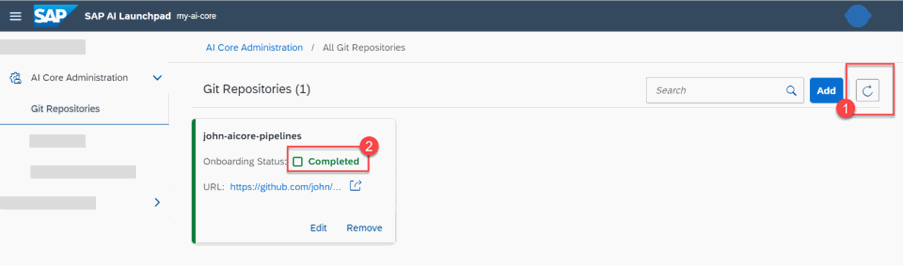 SAP SAP AI Launchpad my-ai-core
AI Core Administration / All Git Repositories
AI Core Administration
Git Repositories
Git Repositories (1)
Search
Add
1
john-aicore-pipelines
Onboarding Status: Completed
2
URL: https://github.com/john/...
Edit Remove